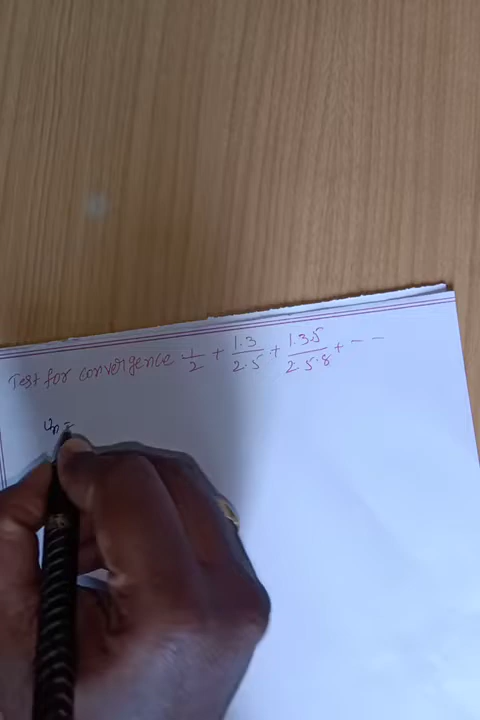 Test for convergence 1/2 + 1.3/2.5 + 1.3.5/2.5.8 + - -
Un =